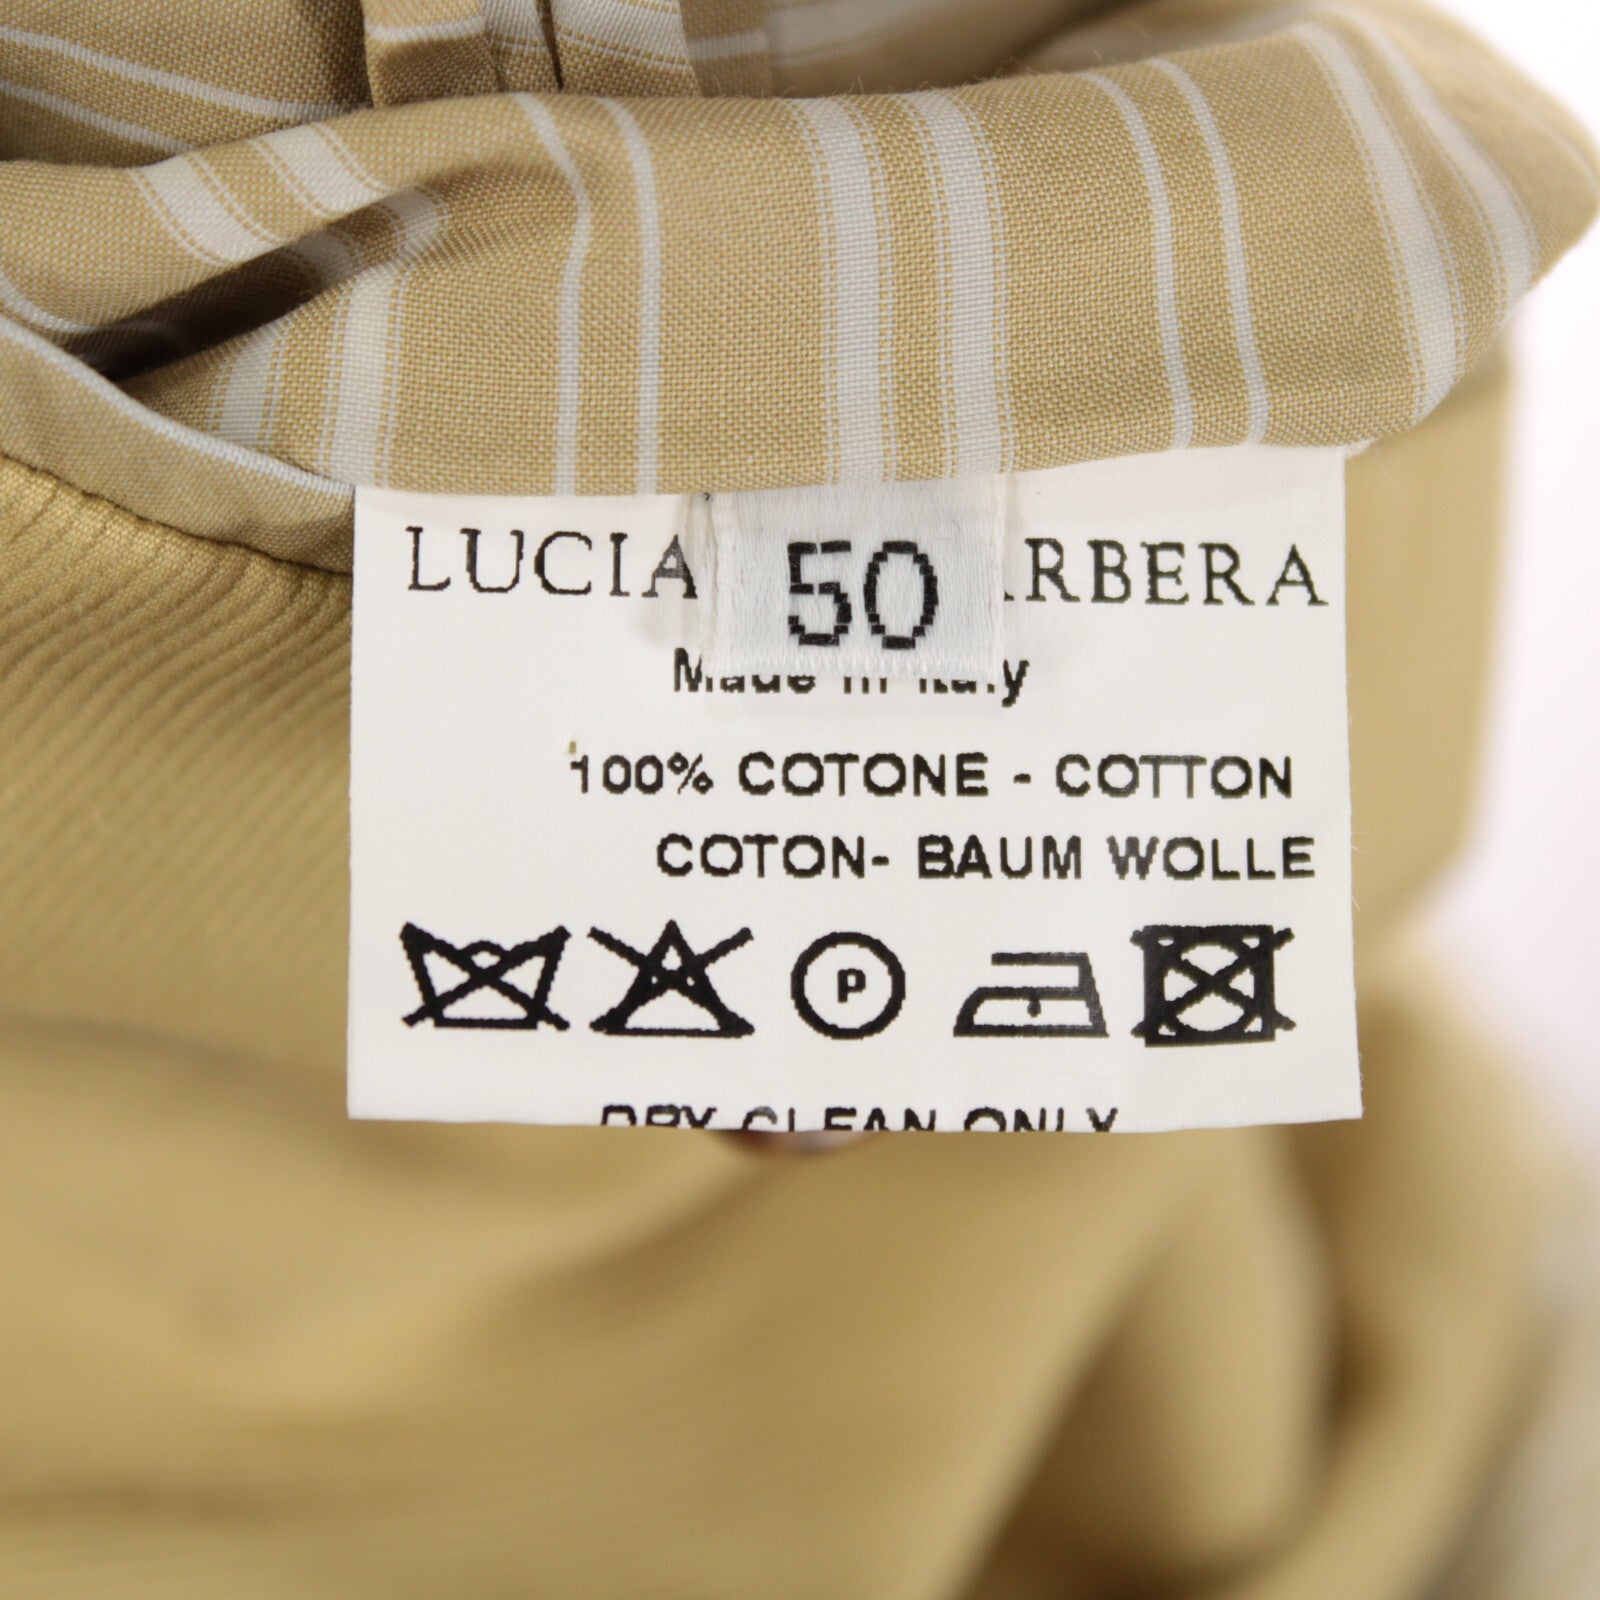 LUCIA RBERA
50
Made in Italy
100% COTONE - COTTON
COTON- BAUM WOLLE
P
DRY CLEAN ONLY